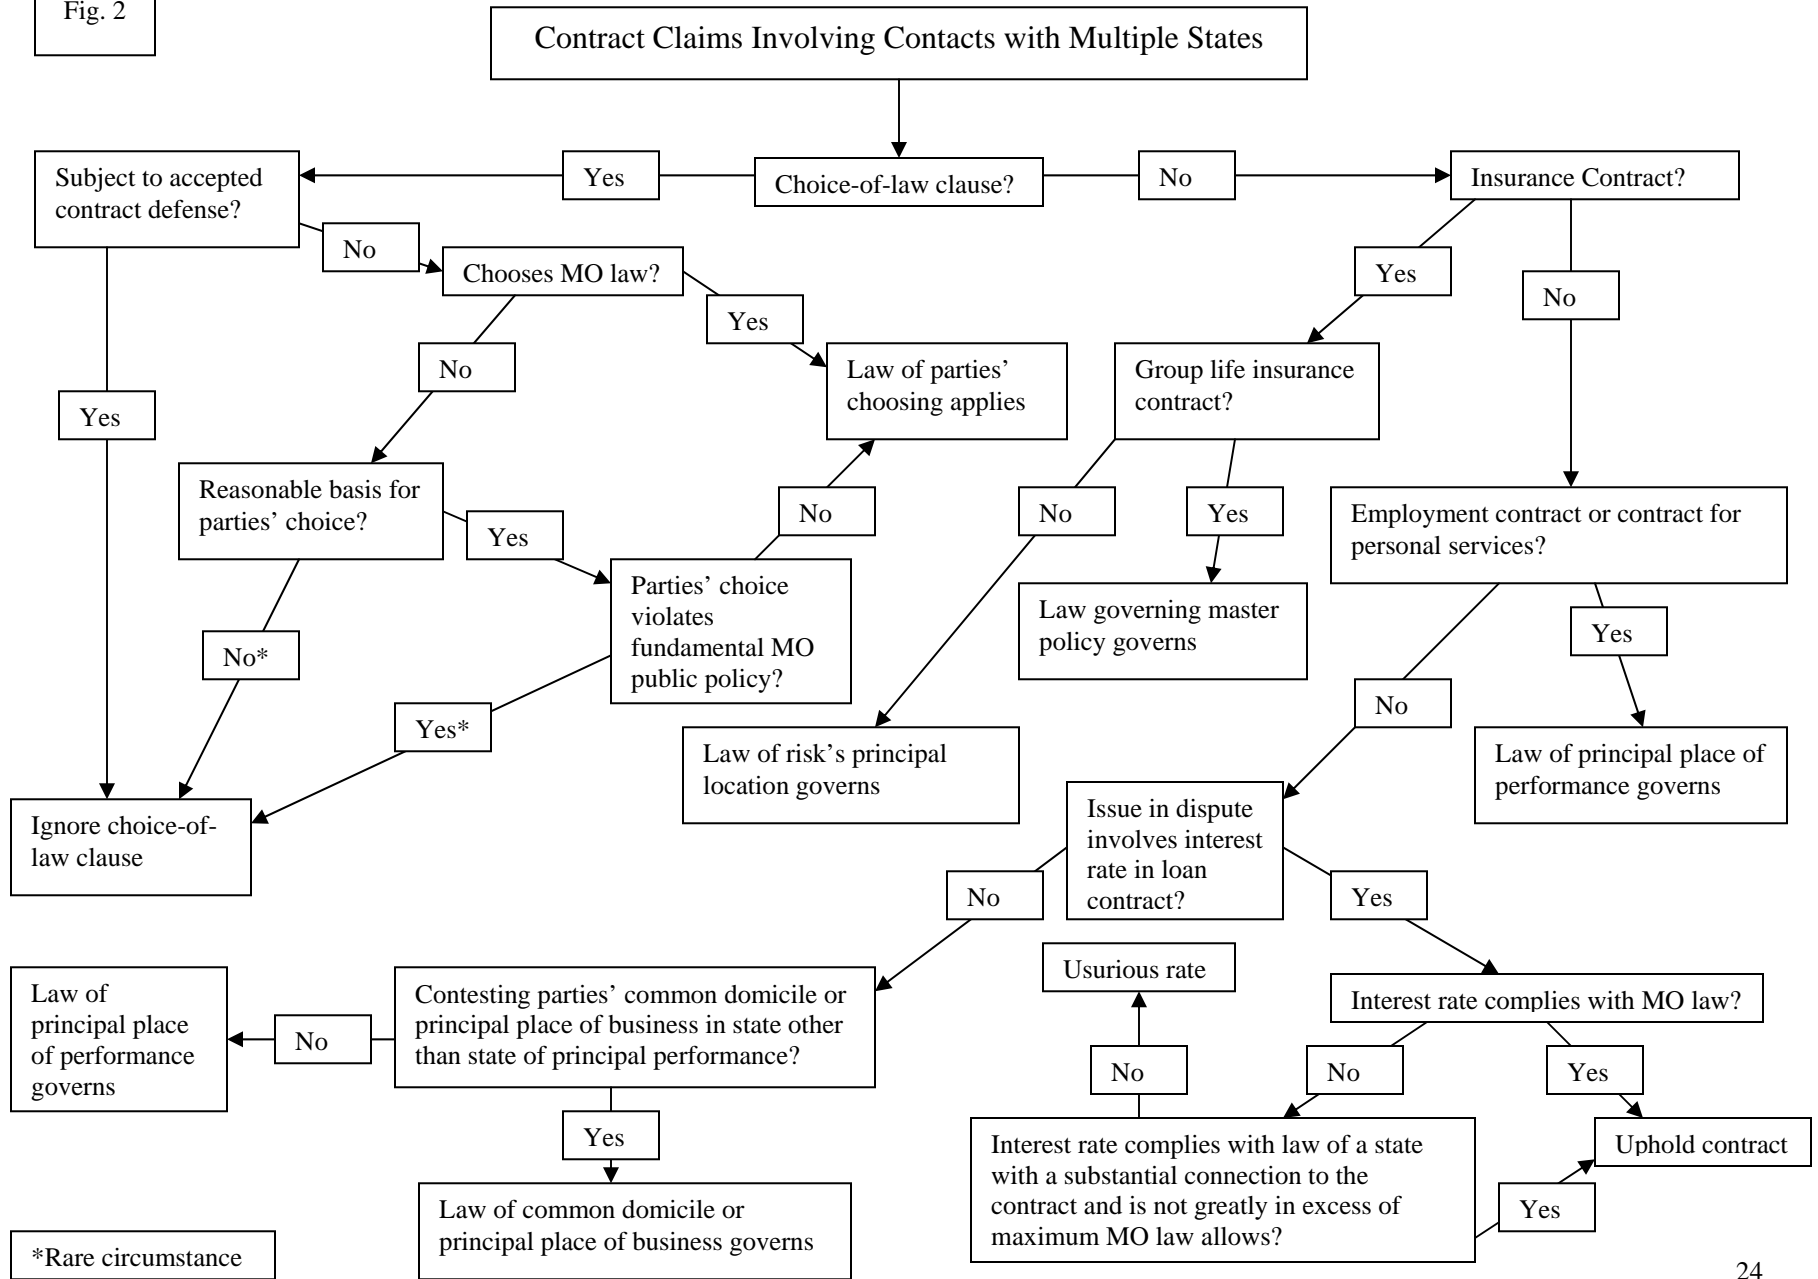 Fig. 2
Contract Claims Involving Contacts with Multiple States
Subject to accepted
contract defense?
Yes
Choice-of-law clause?
No
Insurance Contract?
No
Chooses MO law?
Yes
Yes
No
No
Yes
Law of parties’
choosing applies
Group life insurance
contract?
Yes
Reasonable basis for
parties’ choice?
Yes
No
No
Yes
Employment contract or contract for
personal services?
Parties’ choice
violates
fundamental MO
public policy?
Law governing master
policy governs
Yes
No*
No
Yes*
Law of risk’s principal
location governs
Law of principal place of
performance governs
Ignore choice-of-
law clause
Issue in dispute
involves interest
rate in loan
contract?
No
Yes
Usurious rate
Law of
principal place
of performance
governs
No
Contesting parties’ common domicile or
principal place of business in state other
than state of principal performance?
Interest rate complies with MO law?
No
No
Yes
Yes
Interest rate complies with law of a state
with a substantial connection to the
contract and is not greatly in excess of
maximum MO law allows?
Uphold contract
Yes
Law of common domicile or
principal place of business governs
*Rare circumstance
24